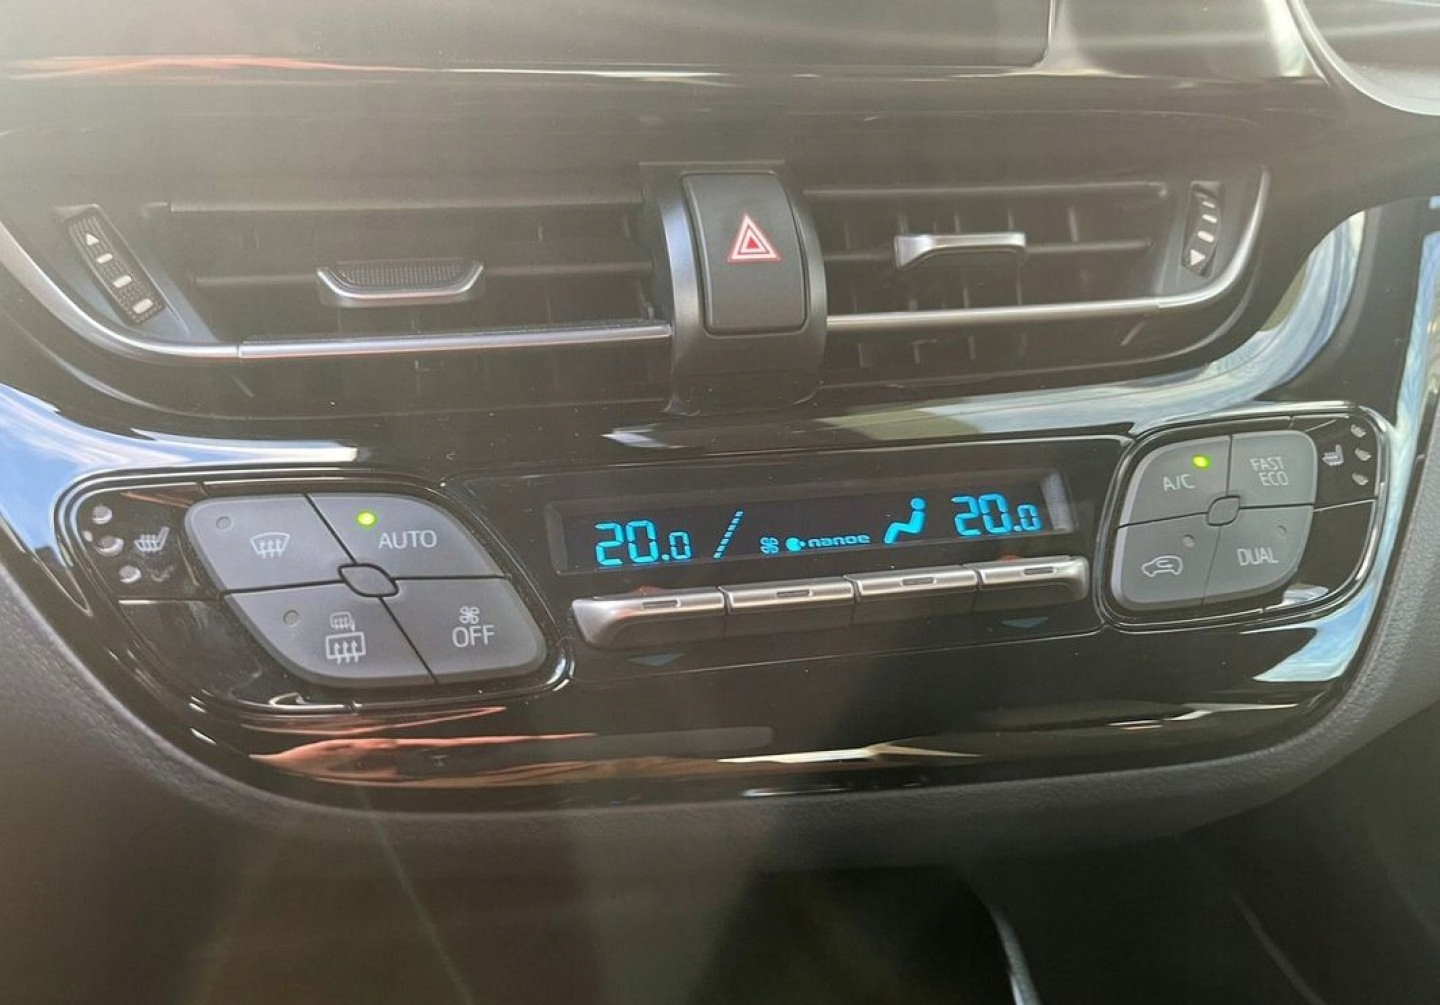 AUTO
OFF
20.0
nanoe
20.0
A/C
FAST
ECO
DUAL